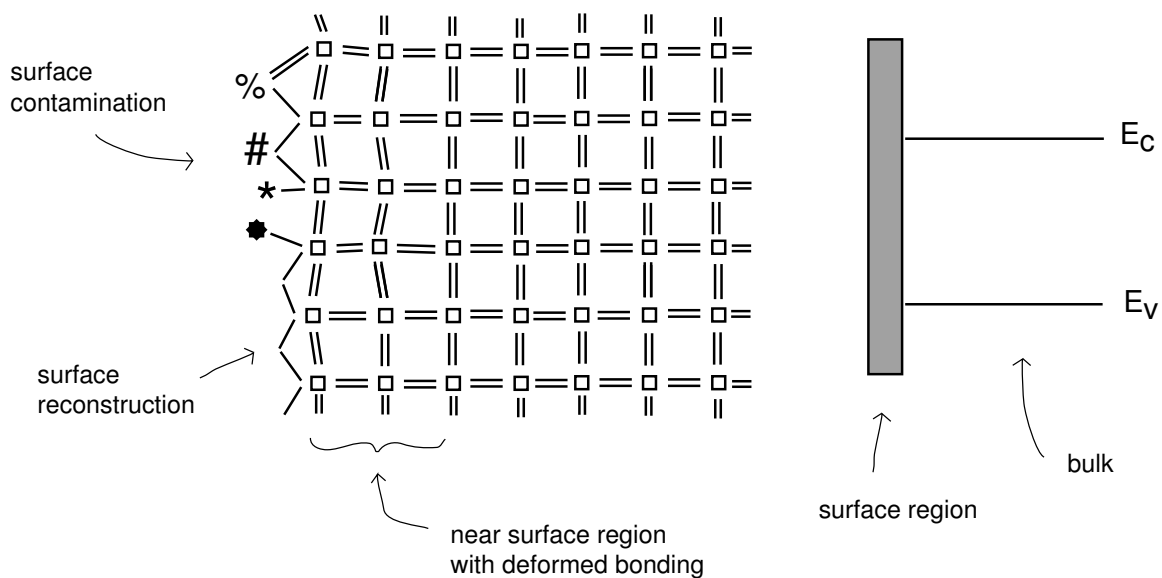 surface
contamination
%
#
*
E_C
E_V
surface
reconstruction
bulk
surface region
near surface region
with deformed bonding